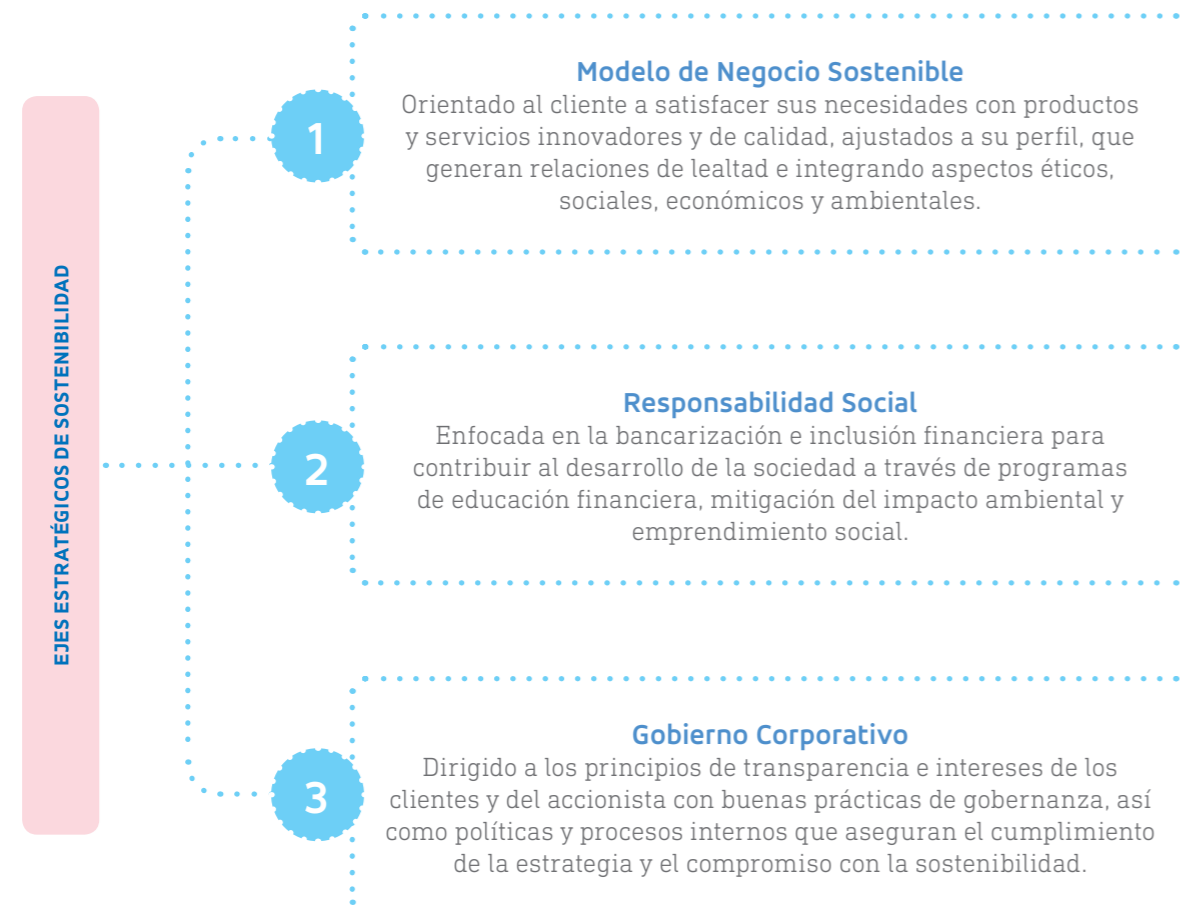 EJES ESTRATÉGICOS DE SOSTENIBILIDAD
1
Modelo de Negocio Sostenible
Orientado al cliente a satisfacer sus necesidades con productos
y servicios innovadores y de calidad, ajustados a su perfil, que
generan relaciones de lealtad e integrando aspectos éticos,
sociales, económicos y ambientales.
2
Responsabilidad Social
Enfocada en la bancarización e inclusión financiera para
contribuir al desarrollo de la sociedad a través de programas
de educación financiera, mitigación del impacto ambiental y
emprendimiento social.
3
Gobierno Corporativo
Dirigido a los principios de transparencia e intereses de los
clientes y del accionista con buenas prácticas de gobernanza, así
como políticas y procesos internos que aseguran el cumplimiento
de la estrategia y el compromiso con la sostenibilidad.